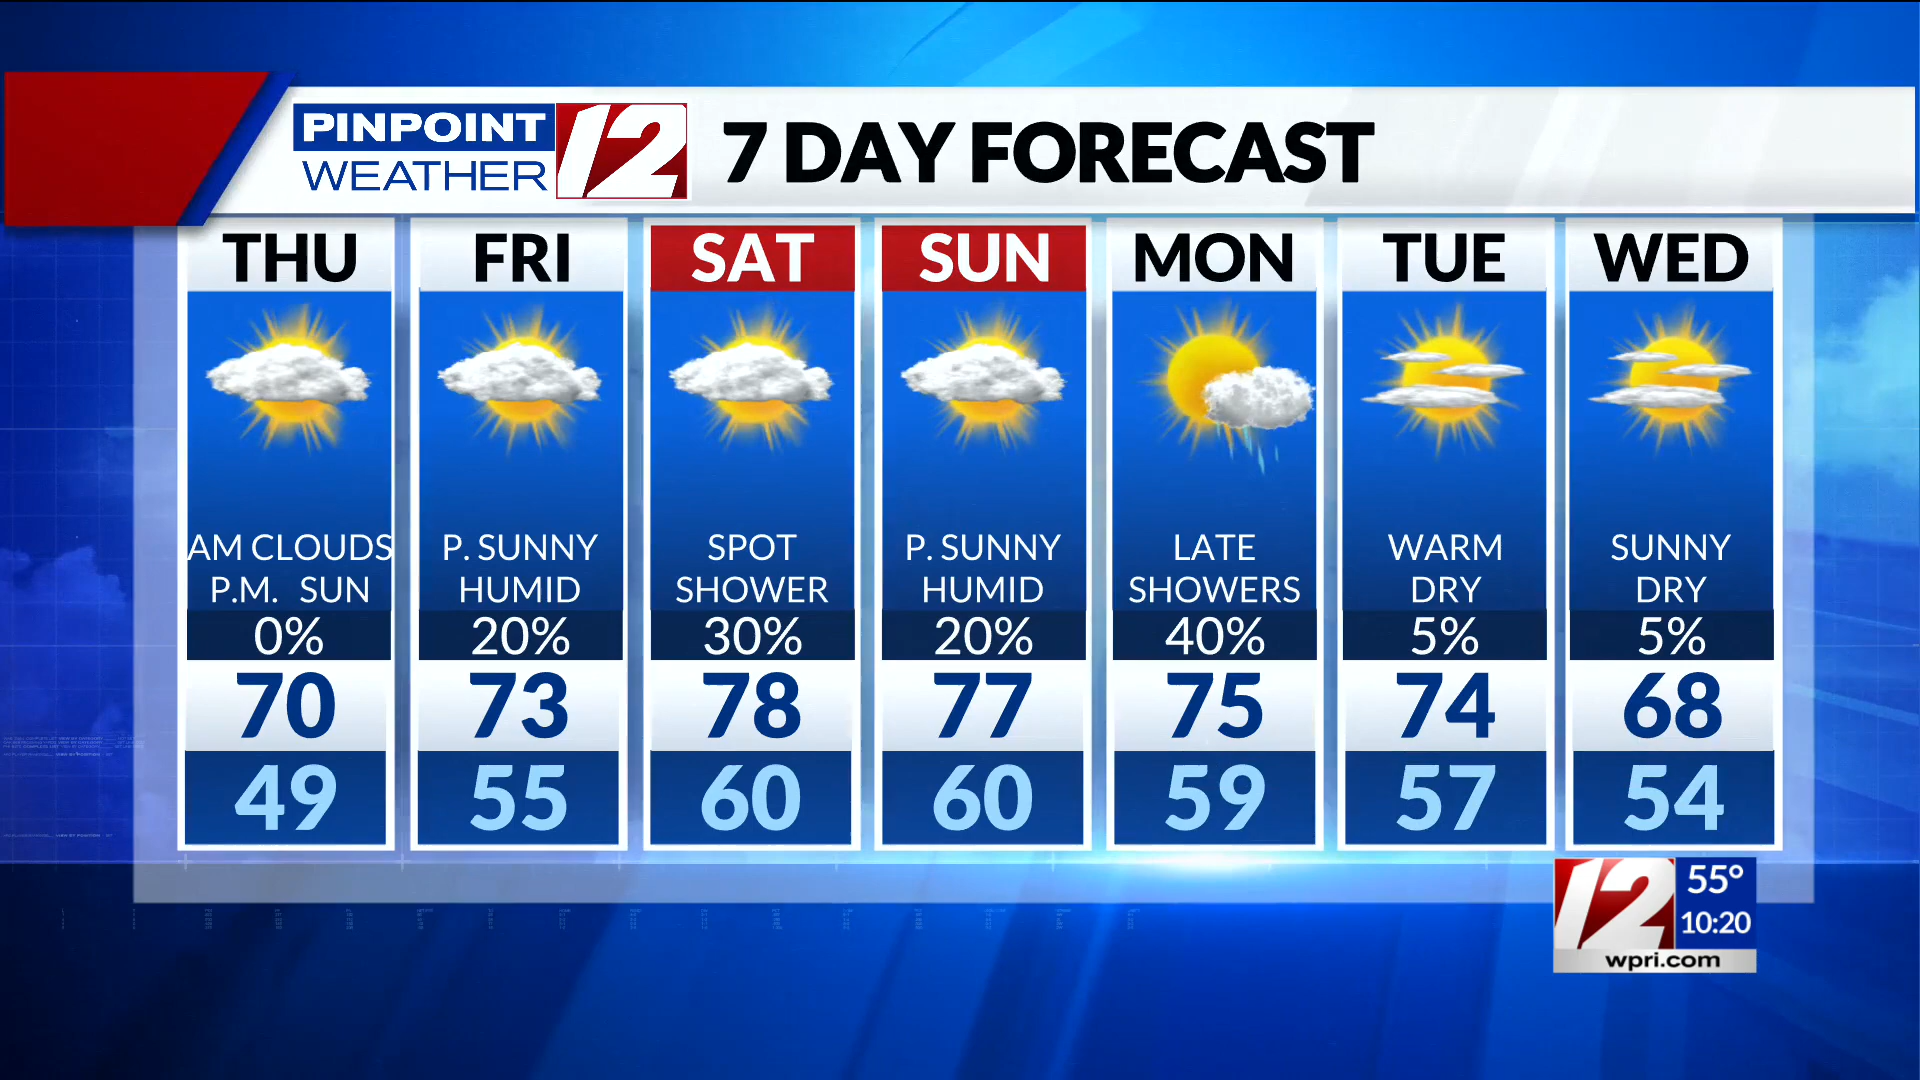 PINPOINT
WEATHER 12
7 DAY FORECAST
THU FRI SAT SUN MON TUE WED
AM CLOUDS P. SUNNY SPOT P. SUNNY LATE WARM SUNNY
P.M. SUN HUMID SHOWER HUMID SHOWERS DRY DRY
0% 20% 30% 20% 40% 5% 5%
70 73 78 77 75 74 68
49 55 60 60 59 57 54
12 55°
10:20
wpri.com